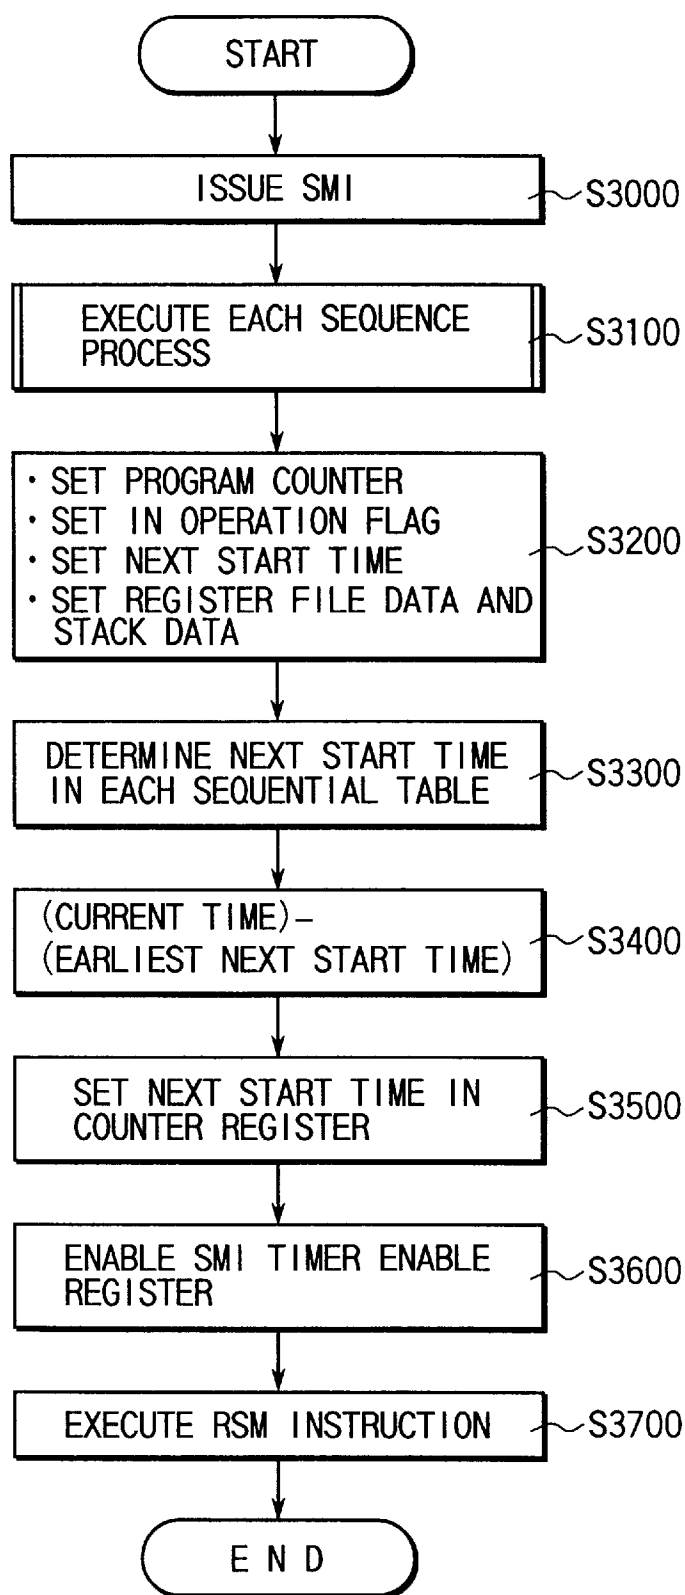 START
ISSUE SMI
S3000
EXECUTE EACH SEQUENCE
PROCESS
S3100
· SET PROGRAM COUNTER
· SET IN OPERATION FLAG
· SET NEXT START TIME
· SET REGISTER FILE DATA AND
STACK DATA
S3200
DETERMINE NEXT START TIME
IN EACH SEQUENTIAL TABLE
S3300
(CURRENT TIME)–
(EARLIEST NEXT START TIME)
S3400
SET NEXT START TIME IN
COUNTER REGISTER
S3500
ENABLE SMI TIMER ENABLE
REGISTER
S3600
EXECUTE RSM INSTRUCTION
S3700
END